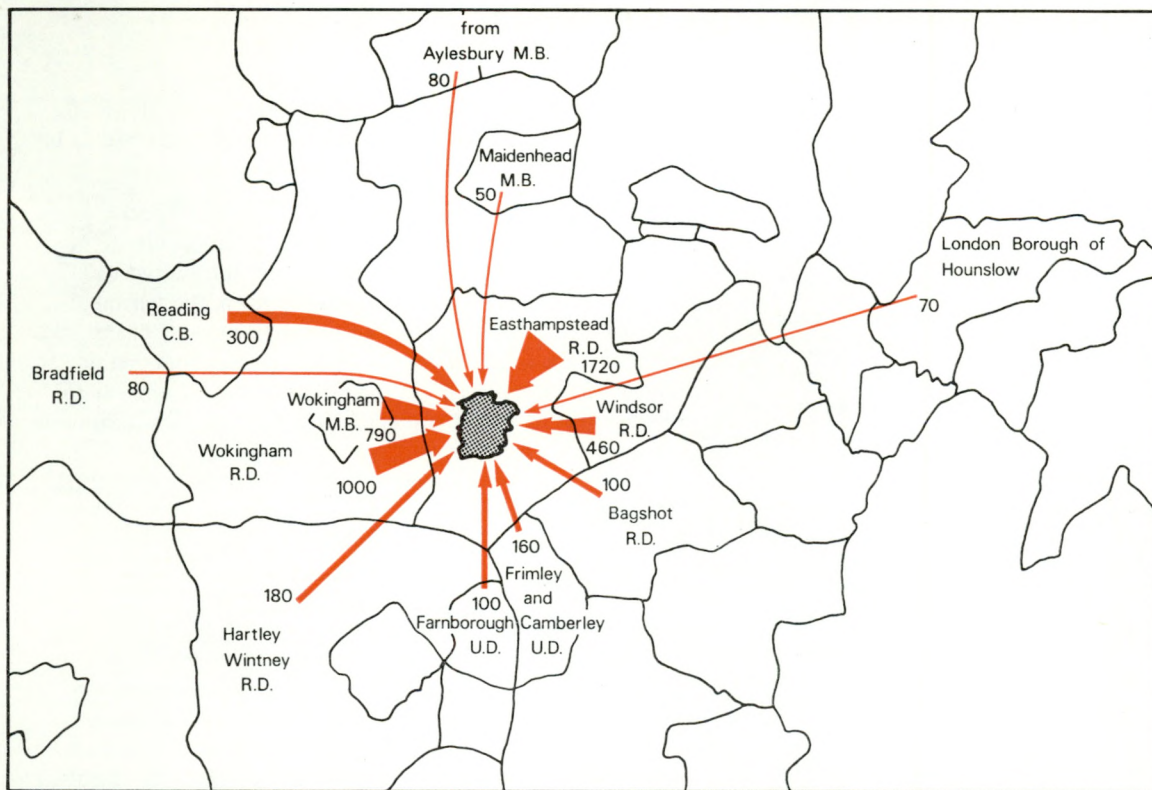 from
Aylesbury M.B.
80
Maidenhead
M.B.
50
London Borough of
Hounslow
70
Reading
C.B.
300
Easthampstead
R.D.
1720
Bradfield
R.D.
80
Wokingham
M.B.
790
Windsor
R.D.
460
Wokingham
R.D.
1000
100
Bagshot
R.D.
160
Frimley
and
Camberley
U.D.
180
Hartley
Wintney
R.D.
100
Farnborough
U.D.